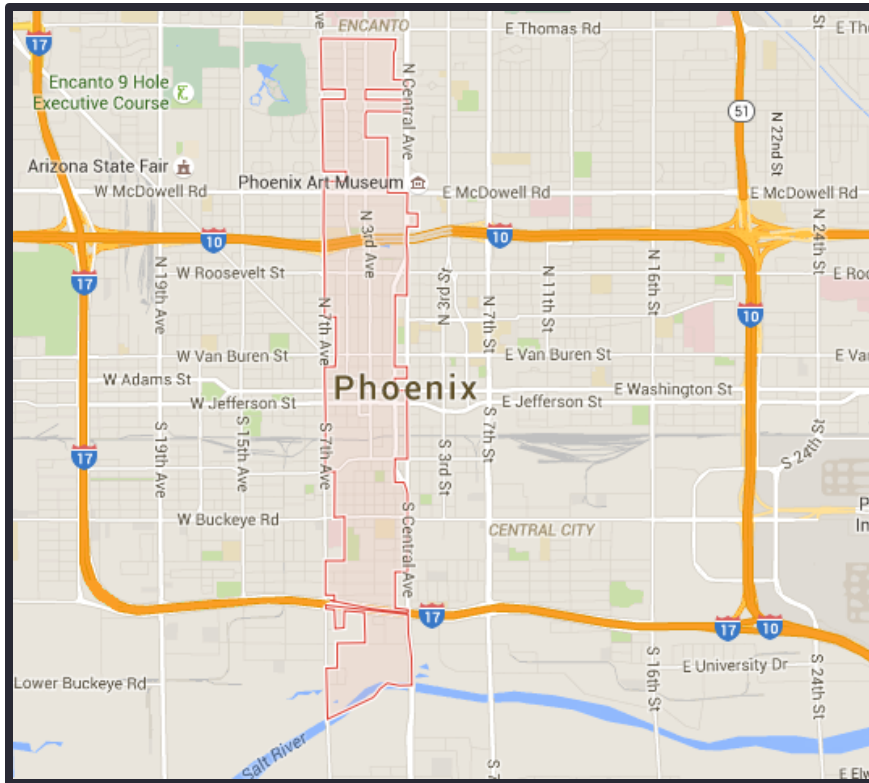 ENCANTO
Ave
E Thomas Rd
St
E Th
17
Encanto 9 Hole
Executive Course
N Central Ave
51
N 22nd St
Arizona State Fair
Phoenix Art Museum
W McDowell Rd
E McDowell Rd
E McDowell Rd
10
10
N 3rd Ave
N 24th St
17
N 19th Ave
W Roosevelt St
N 3rd St
N 11th St
N 16th St
E Roo
10
N 7th Ave
N 7th St
W Van Buren St
E Van Buren St
E Va
W Adams St
Phoenix
E Washington St
W Jefferson St
E Jefferson St
17
S 19th Ave
S 15th Ave
S 7th Ave
S 3rd St
S 7th St
S 24th St
W Buckeye Rd
S Central Ave
CENTRAL CITY
P
In
17
17
10
Lower Buckeye Rd
S 16th St
E University Dr
S 24th St
Salt River
S 7
E Elw